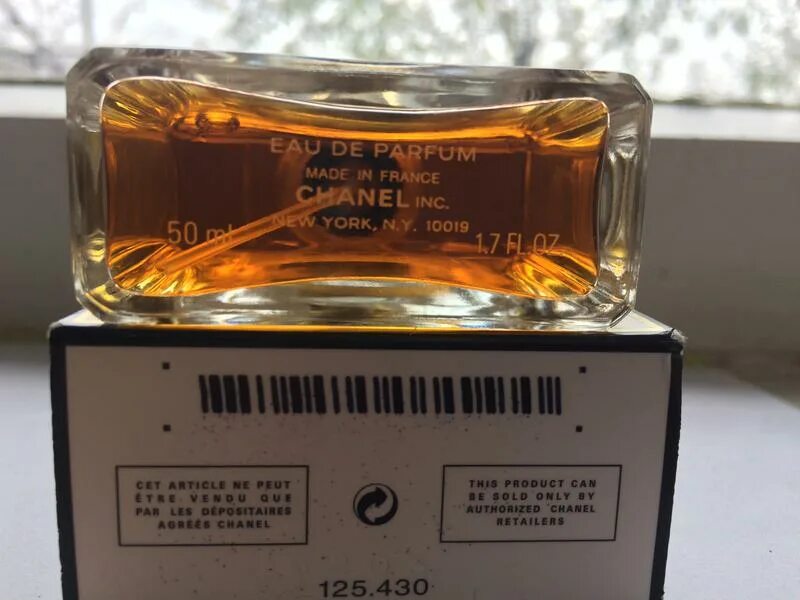 EAU DE PARFUM
MADE IN FRANCE
CHANEL INC.
NEW YORK, N.Y. 10019
50 ml
1.7 FL.OZ
CET ARTICLE NE PEUT
ÊTRE VENDU QUE
PAR LES DÉPOSITAIRES
AGRÉÉS CHANEL
THIS PRODUCT CAN
BE SOLD ONLY BY
AUTHORIZED CHANEL
RETAILERS
125.430